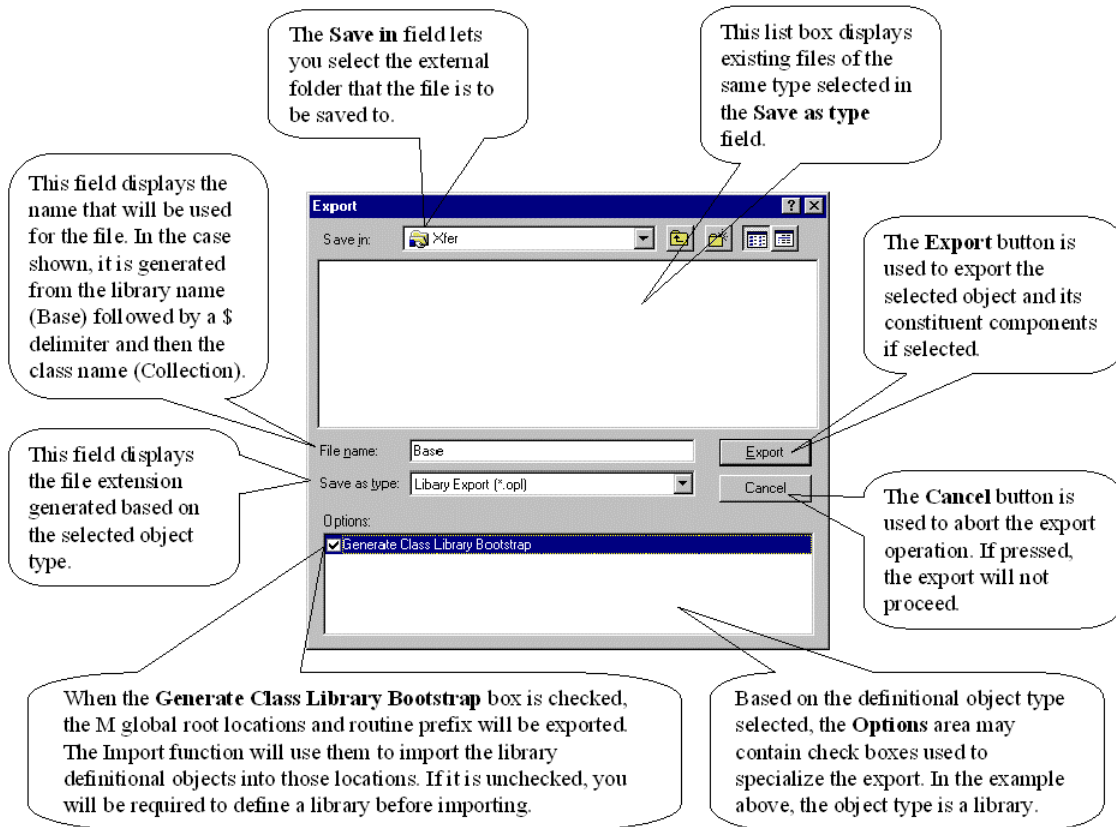 The Save in field lets
you select the external
folder that the file is to
be saved to.
This list box displays
existing files of the
same type selected in
the Save as type
field.
This field displays the
name that will be used
for the file. In the case
shown, it is generated
from the library name
(Base) followed by a $
delimiter and then the
class name (Collection).
Export
Save in:
Xfer
The Export button is
used to export the
selected object and its
constituent components
if selected.
This field displays
the file extension
generated based on
the selected object
type.
File name:
Base
Export
Save as type:
Libary Export (*.opl)
Cancel
Options:
Generate Class Library Bootstrap
The Cancel button is
used to abort the export
operation. If pressed,
the export will not
proceed.
When the Generate Class Library Bootstrap box is checked,
the M global root locations and routine prefix will be exported.
The Import function will use them to import the library
definitional objects into those locations. If it is unchecked, you
will be required to define a library before importing.
Based on the definitional object type
selected, the Options area may
contain check boxes used to
specialize the export. In the example
above, the object type is a library.